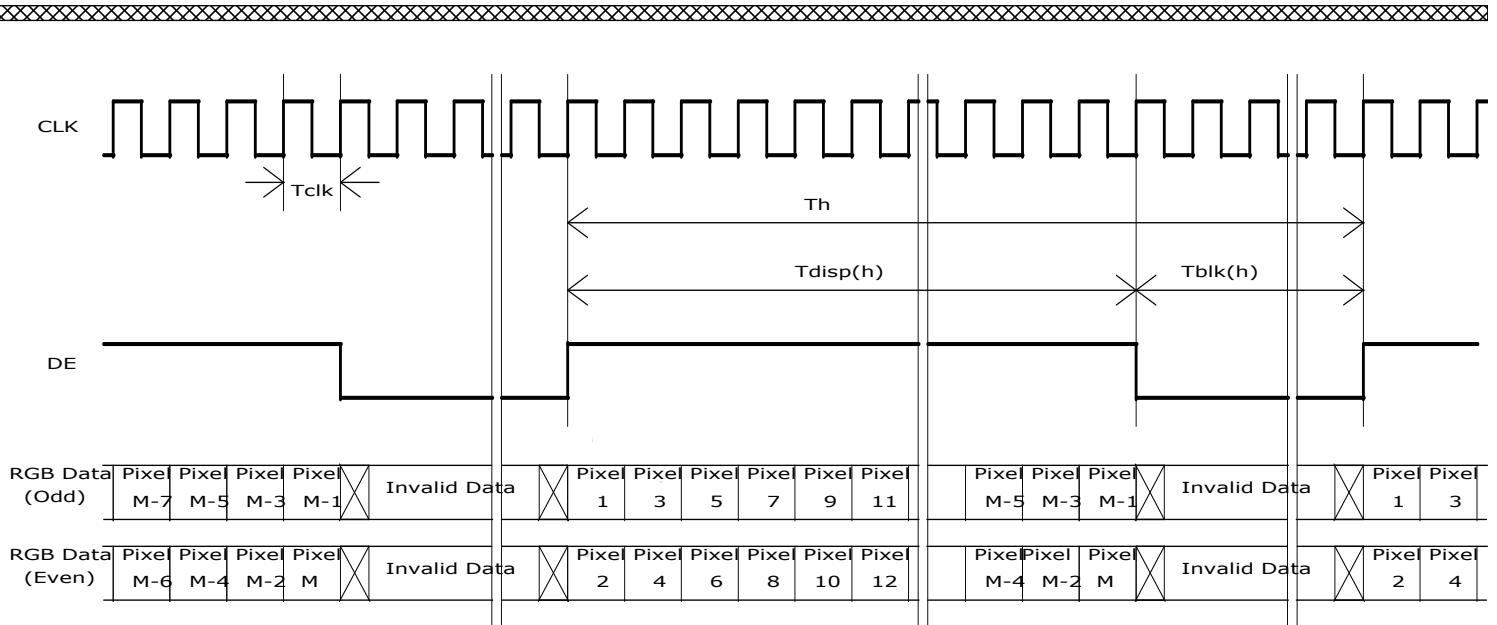 CLK
Tclk
Th
Tdisp(h)
Tblk(h)
DE
RGB Data
(Odd)
Pixel Pixel Pixel Pixel Invalid Data Pixel Pixel Pixel Pixel Pixel Pixel Pixel Pixel Pixel Invalid Data Pixel Pixel
M-7 M-5 M-3 M-1 1 3 5 7 9 11 M-5 M-3 M-1 1 3
RGB Data
(Even)
Pixel Pixel Pixel Pixel Invalid Data Pixel Pixel Pixel Pixel Pixel Pixel Pixel Pixel Pixel Invalid Data Pixel Pixel
M-6 M-4 M-2 M 2 4 6 8 10 12 M-4 M-2 M 2 4